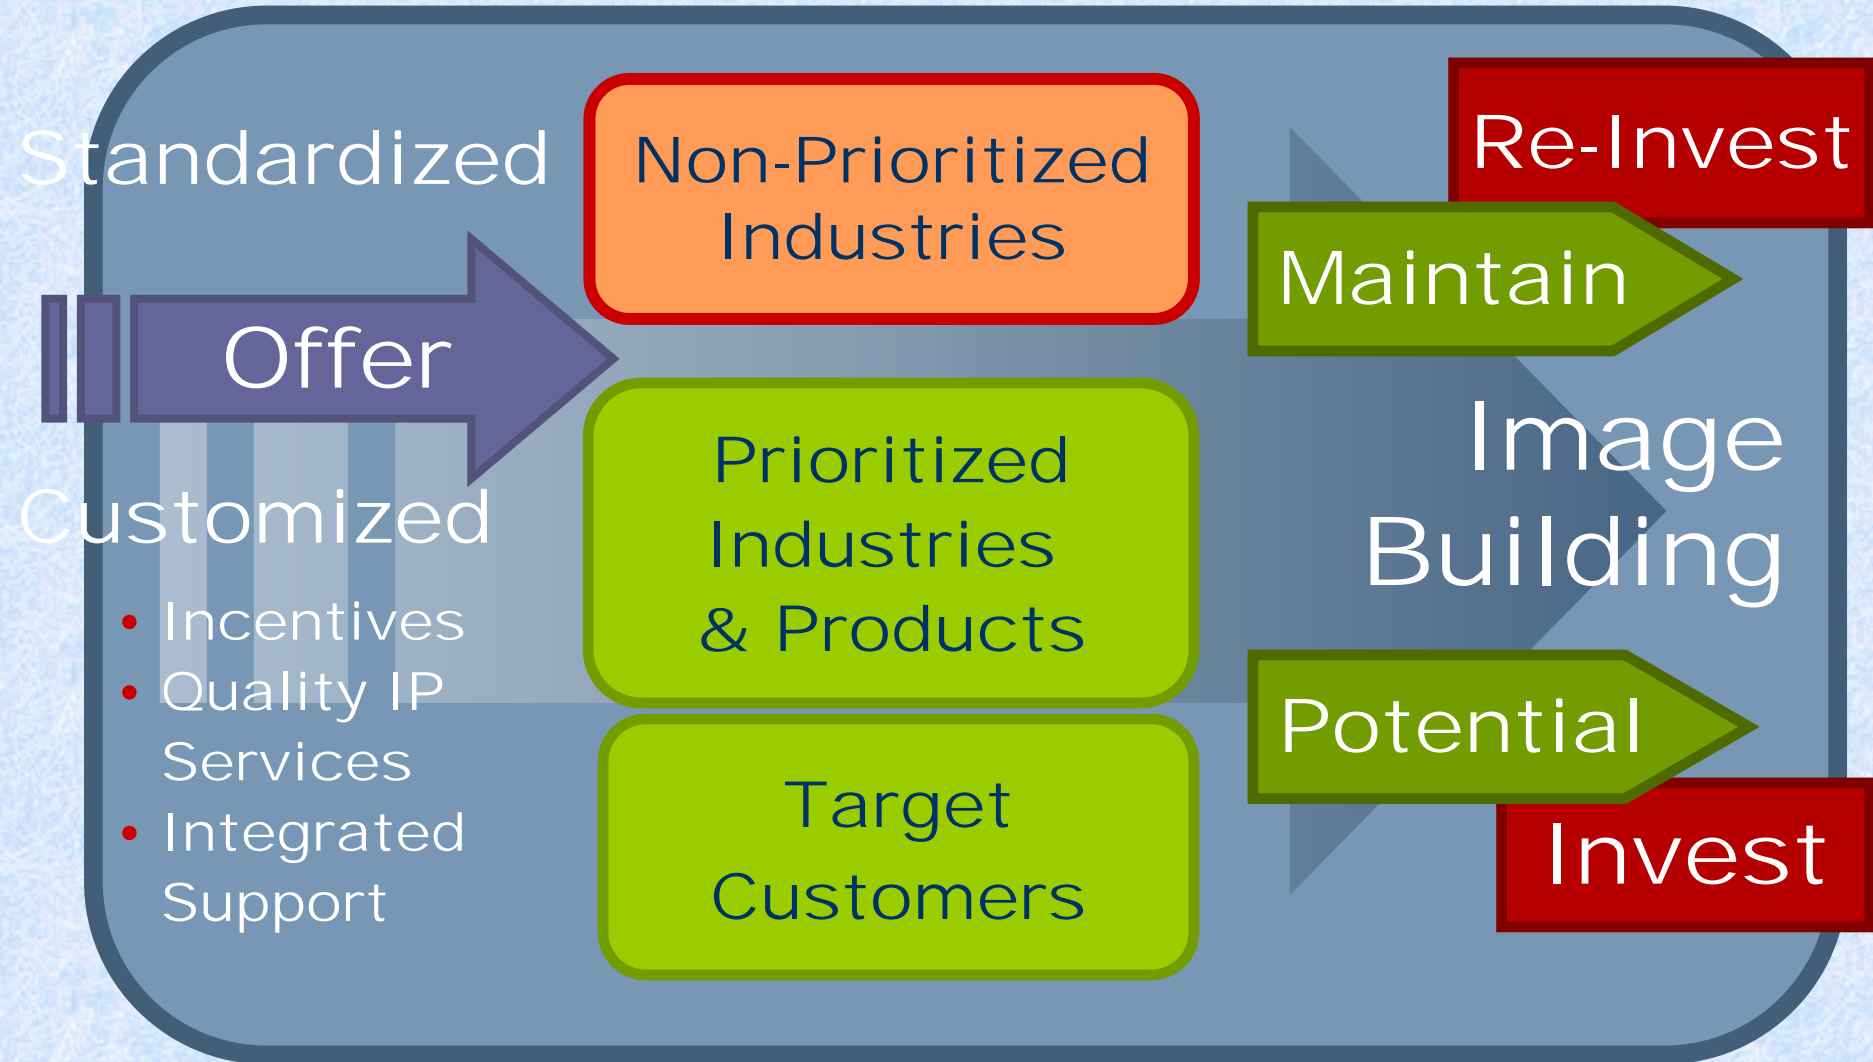 Standardized
Offer
Customized
• Incentives
• Quality IP
Services
• Integrated
Support
Non-Prioritized
Industries
Prioritized
Industries
& Products
Target
Customers
Re-Invest
Maintain
Image
Building
Potential
Invest